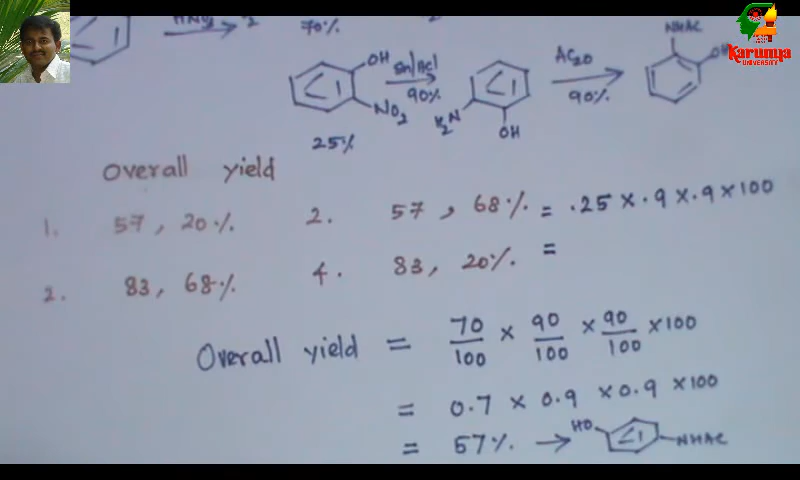 HNO3
70%
OH
NO2
25%
Sn/HCl
90%
H2N
OH
AC2O
90%
NHAC
OH
Karunya
UNIVERSITY
Overall yield
1. 57, 20% 2. 57, 68% = .25 × .9 × .9 × 100
2. 83, 68% 4. 83, 20% =
Overall yield = 70/100 × 90/100 × 90/100 × 100
= 0.7 × 0.9 × 0.9 × 100
= 57% → HO NHAC